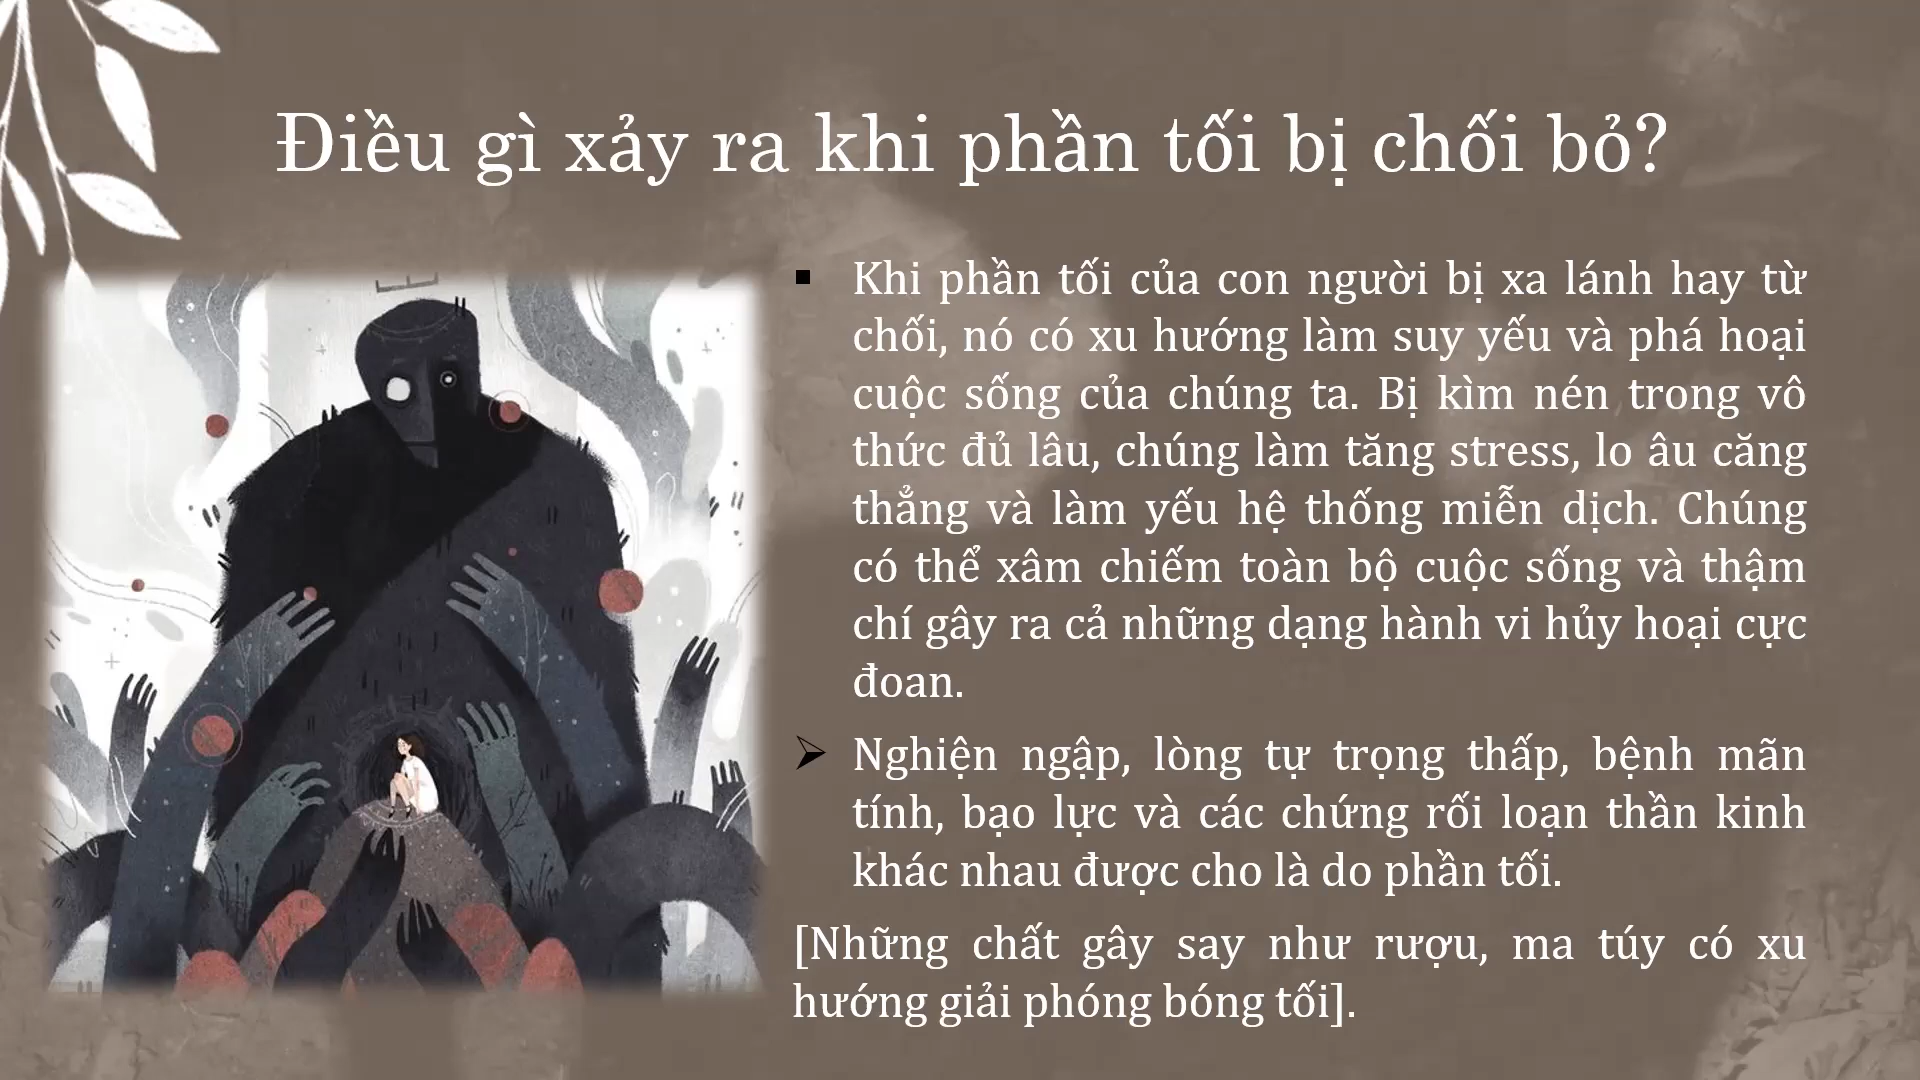 Điều gì xảy ra khi phần tối bị chối bỏ?
Khi phần tối của con người bị xa lánh hay từ
chối, nó có xu hướng làm suy yếu và phá hoại
cuộc sống của chúng ta. Bị kìm nén trong vô
thức đủ lâu, chúng làm tăng stress, lo âu căng
thẳng và làm yếu hệ thống miễn dịch. Chúng
có thể xâm chiếm toàn bộ cuộc sống và thậm
chí gây ra cả những dạng hành vi hủy hoại cực
đoan.
Nghiện ngập, lòng tự trọng thấp, bệnh mãn
tính, bạo lực và các chứng rối loạn thần kinh
khác nhau được cho là do phần tối.
[Những chất gây say như rượu, ma túy có xu
hướng giải phóng bóng tối].